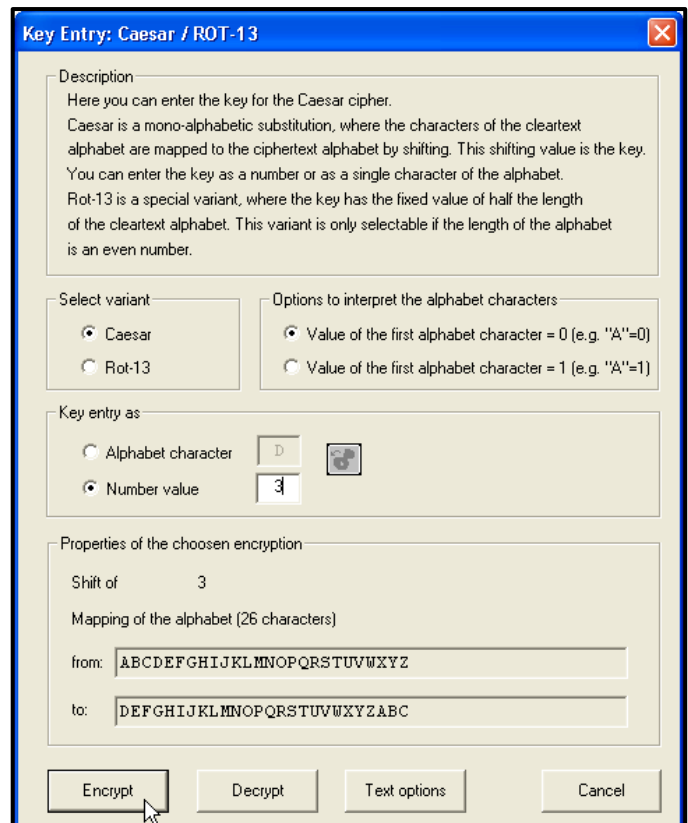 Key Entry: Caesar / ROT-13
Description
Here you can enter the key for the Caesar cipher.
Caesar is a mono-alphabetic substitution, where the characters of the cleartext
alphabet are mapped to the ciphertext alphabet by shifting. This shifting value is the key.
You can enter the key as a number or as a single character of the alphabet.
Rot-13 is a special variant, where the key has the fixed value of half the length
of the cleartext alphabet. This variant is only selectable if the length of the alphabet
is an even number.
Select variant
Caesar
Rot-13
Options to interpret the alphabet characters
Value of the first alphabet character = 0 (e.g. "A"=0)
Value of the first alphabet character = 1 (e.g. "A"=1)
Key entry as
Alphabet character D
Number value 3
Properties of the choosen encryption
Shift of 3
Mapping of the alphabet (26 characters)
from: ABCDEFGHIJKLMNOPQRSTUVWXYZ
to: DEFGHIJKLMNOPQRSTUVWXYZABC
Encrypt Decrypt Text options Cancel